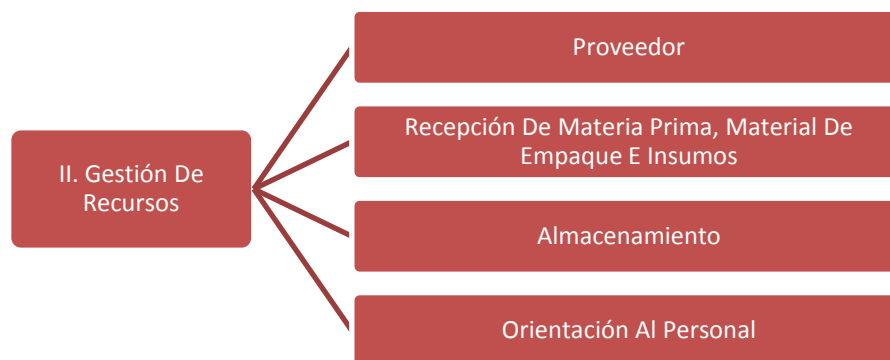 Proveedor
Recepción De Materia Prima, Material De
Empaque E Insumos
II. Gestión De
Recursos
Almacenamiento
Orientación Al Personal